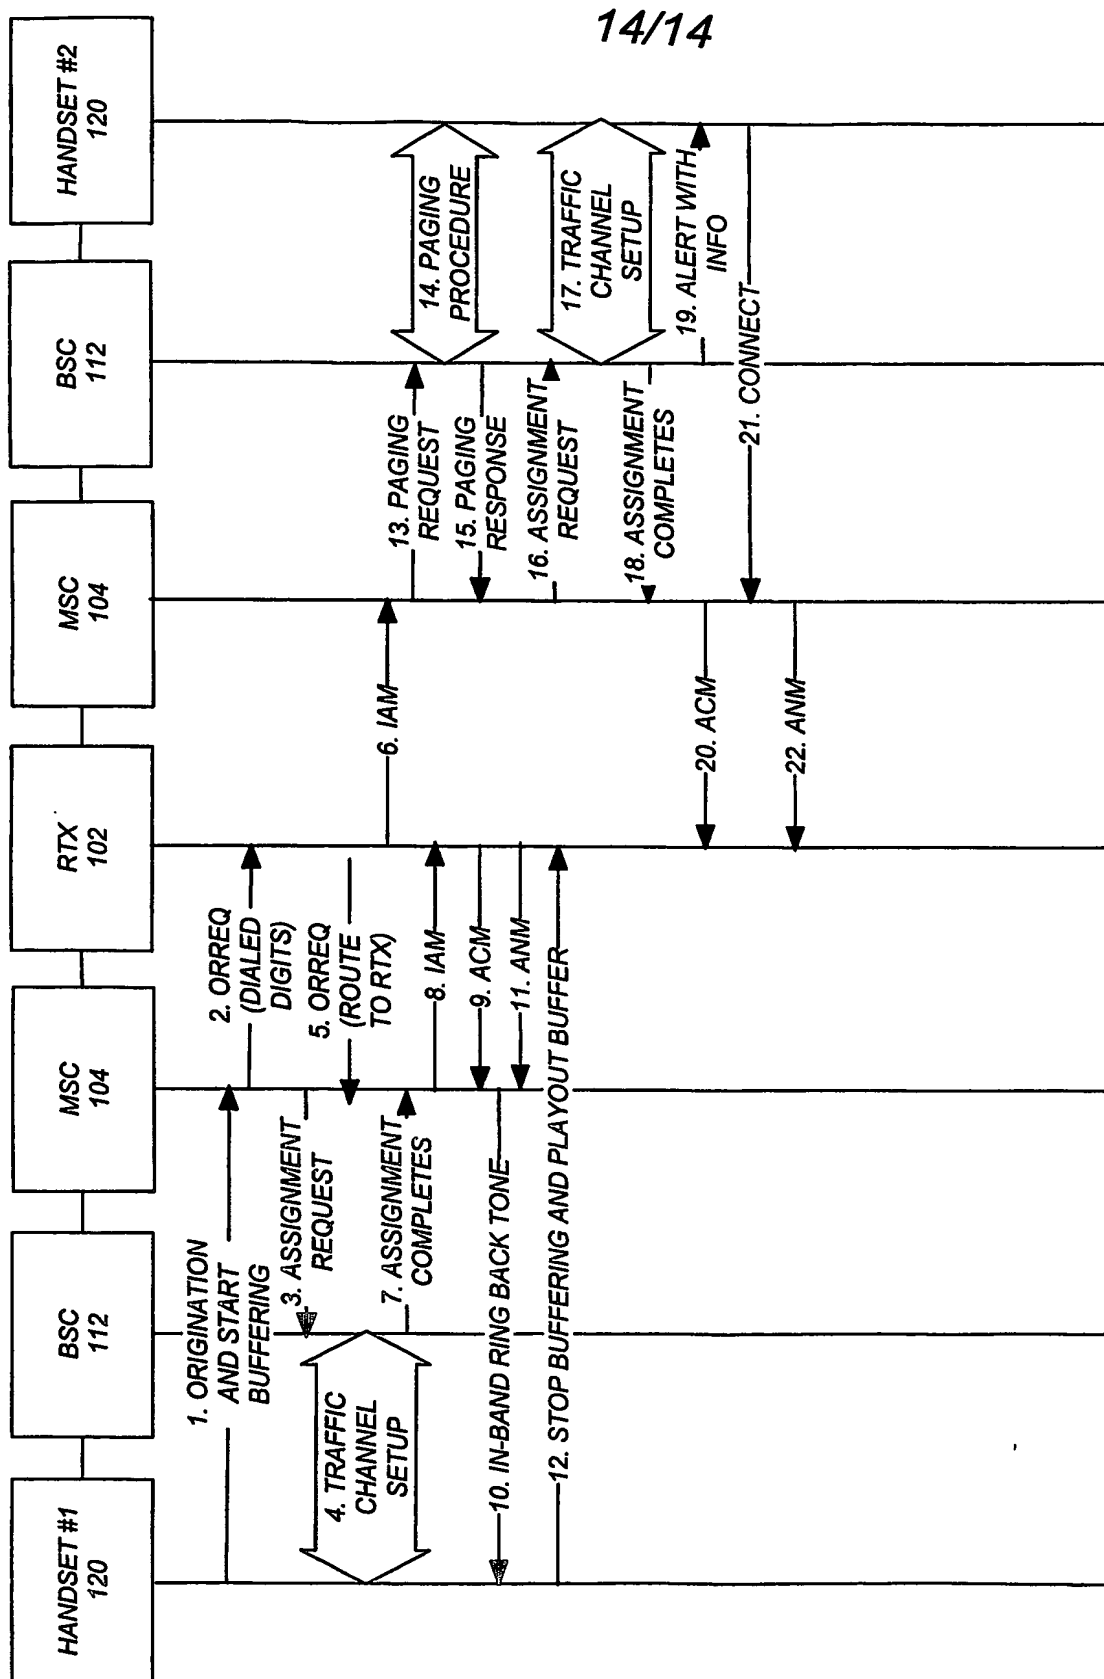 14/14
HANDSET #1
120
BSC
112
MSC
104
RTX
102
MSC
104
BSC
112
HANDSET #2
120
1. ORIGINATION
AND START
BUFFERING
2. ORREQ
(DIALED
DIGITS)
3. ASSIGNMENT
REQUEST
4. TRAFFIC
CHANNEL
SETUP
5. ORREQ
(ROUTE
TO RTX)
6. IAM
7. ASSIGNMENT
COMPLETES
8. IAM
9. ACM
10. IN-BAND RING BACK TONE
11. ANM
12. STOP BUFFERING AND PLAYOUT BUFFER
13. PAGING
REQUEST
14. PAGING
PROCEDURE
15. PAGING
RESPONSE
16. ASSIGNMENT
REQUEST
17. TRAFFIC
CHANNEL
SETUP
18. ASSIGNMENT
COMPLETES
19. ALERT WITH
INFO
20. ACM
21. CONNECT
22. ANM